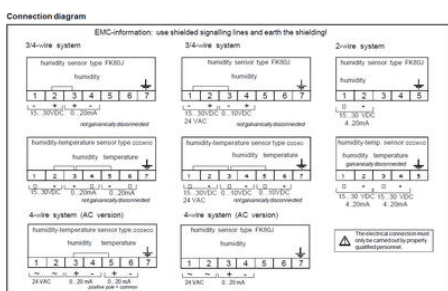 Connection diagram
EMC-information: use shielded signalling lines and earth the shielding!
3/4-wire system
humidity sensor type FK80J
humidity
1 2 3 4 5 6 7
- + + -
15...30VDC 0...20mA
not galvanically disconnected
3/4-wire system
humidity sensor type FK80J
humidity
1 2 3 4 5 6 7
- + - +
15...30VDC 0...10VDC
24 VAC
not galvanically disconnected
2-wire system
humidity sensor type FK80J
humidity
1 2 3 4 5
15...30 VDC
4..20mA
humidity-temperature sensor type
humidity temperature
1 2 3 4 5 6 7
15...30VDC 0...20mA 0...20mA
not galvanically disconnected
humidity-temperature sensor type
humidity temperature
1 2 3 4 5 6 7
15...30VDC 0...10VDC 0...10VDC
24 VAC
not galvanically disconnected
humidity-temp. sensor
humidity temperature
galvanically disconnected
1 2 3 4 5
15...30 VDC 15...30 VDC
4..20mA 4..20mA
4-wire system (AC version)
humidity-temperature sensor type
humidity temperature
1 2 3 4 5 6 7
~ ~ + - + -
24 VAC 0...20 mA 0...20 mA
positive pole = common
4-wire system (AC version)
humidity sensor type FK80J
humidity
1 2 3 4 5 6 7
~ ~ + -
24 VAC 0...20 mA
The electrical connection must
only be carried out by properly
qualified personnel.